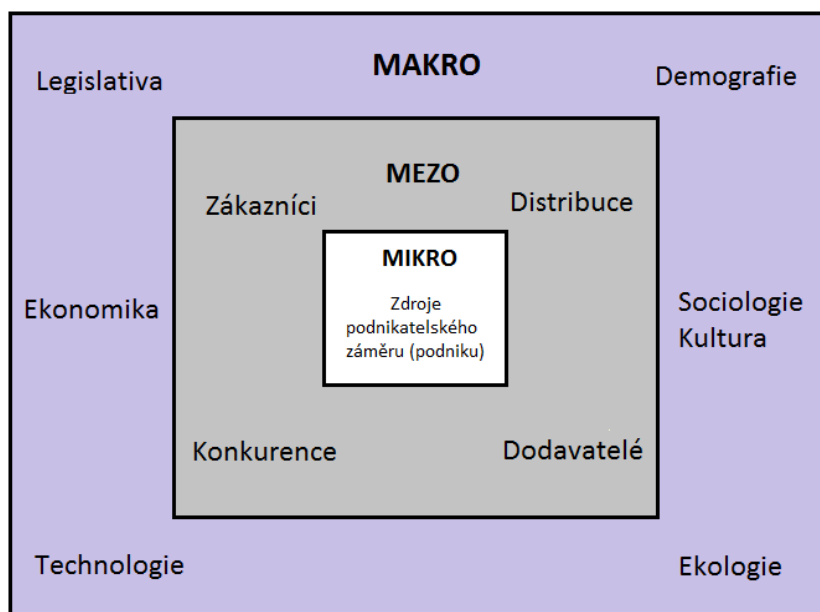 MAKRO
Legislativa
Demografie
MEZO
Zákazníci
Distribuce
MIKRO
Zdroje
podnikatelského
záměru (podniku)
Ekonomika
Sociologie
Kultura
Konkurence
Dodavatelé
Technologie
Ekologie